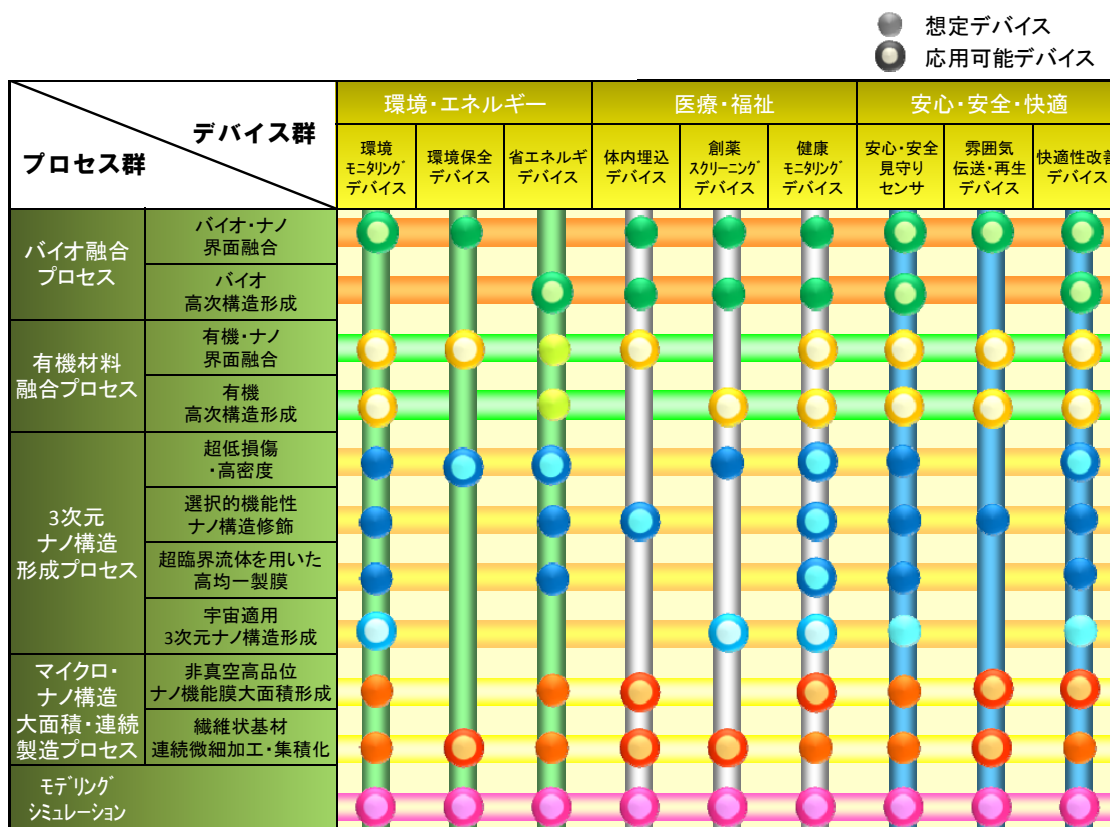 想定デバイス
応用可能デバイス
デバイス群
プロセス群
環境・エネルギー
医療・福祉
安心・安全・快適
環境
モニタリング
デバイス
環境保全
デバイス
省エネルギ
デバイス
体内埋込
デバイス
創薬
スクリーニング
デバイス
健康
モニタリング
デバイス
安心・安全
見守り
センサ
雰囲気
伝送・再生
デバイス
快適性改善
デバイス
バイオ融合
プロセス
バイオ・ナノ
界面融合
バイオ
高次構造形成
有機材料
融合プロセス
有機・ナノ
界面融合
有機
高次構造形成
3次元
ナノ構造
形成プロセス
超低損傷
・高密度
選択的機能性
ナノ構造修飾
超臨界流体を用いた
高均一製膜
宇宙適用
3次元ナノ構造形成
マイクロ・
ナノ構造
大面積・連続
製造プロセス
非真空高品位
ナノ機能膜大面積形成
繊維状基材
連続微細加工・集積化
モデリング
シミュレーション